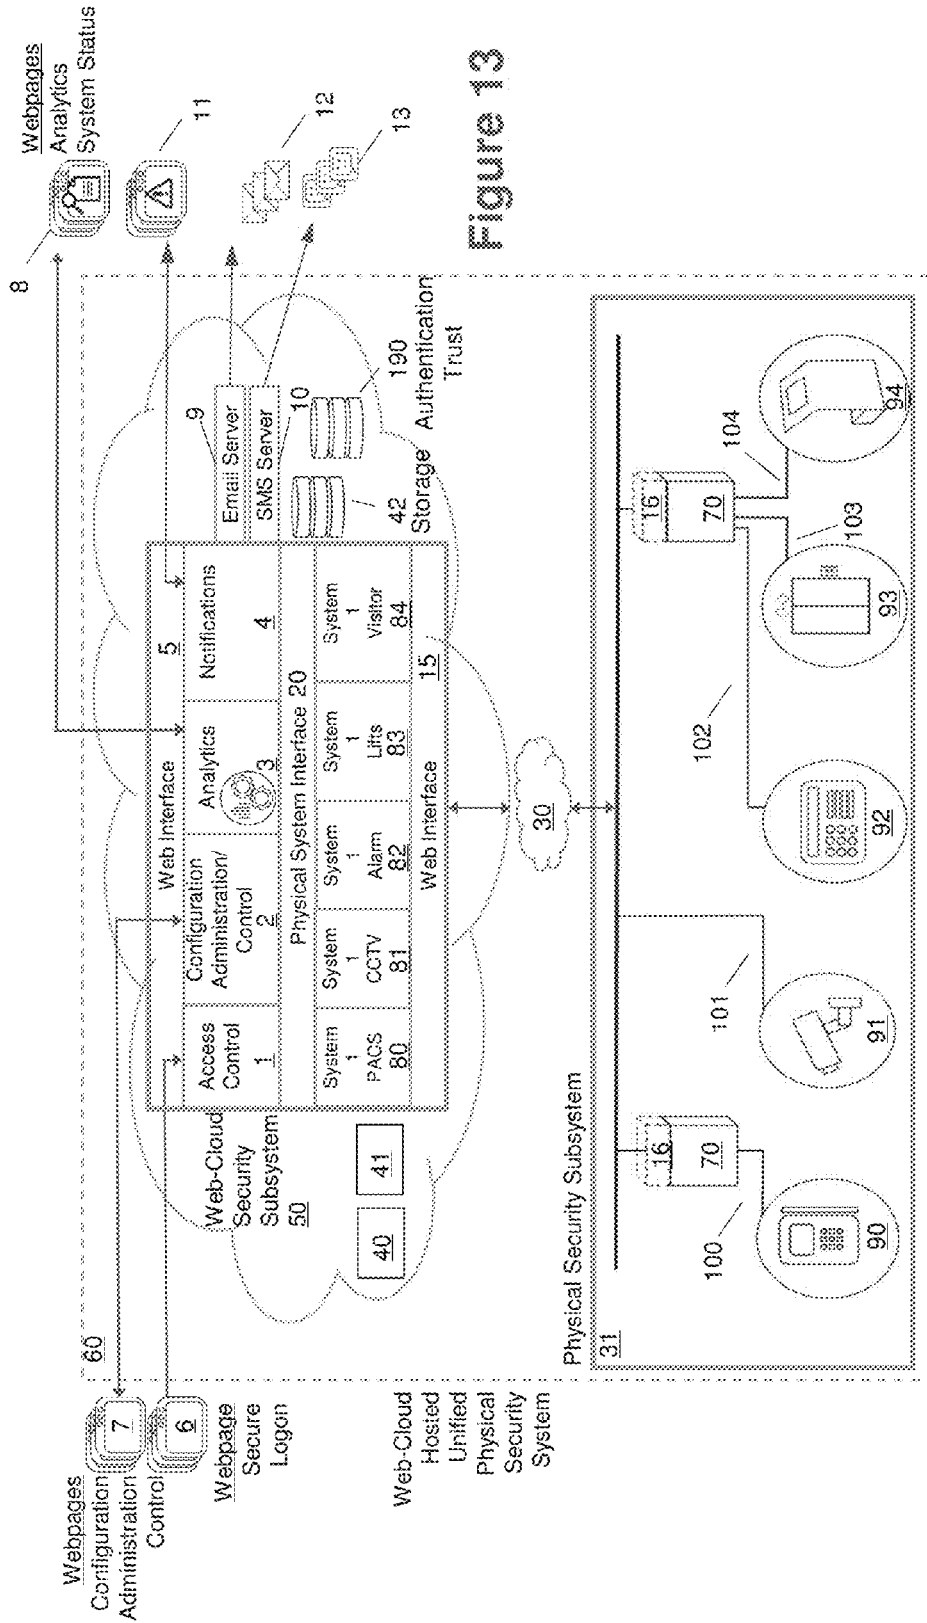 Webpages
Configuration
Administration
Control
7
6
Webpage
Secure
Logon
Web-Cloud
Hosted
Unified
Physical
Security
System
60
8
Webpages
Analytics
System Status
11
12
13
Web-Cloud
Security
Subsystem
50
40
41
Web Interface 5
Access
Control
1
Configuration
Administration/
Control
2
Analytics
3
Notifications
4
Physical System Interface 20
System
1
PACS
80
System
1
CCTV
81
System
1
Alarm
82
System
1
Lifts
83
System
1
Visitor
84
Web Interface 15
9
Email Server
SMS Server
10
42
Storage
190
Authentication
Trust
30
Physical Security Subsystem
31
16
70
100
90
101
91
102
92
16
70
103
93
104
94
Figure 13